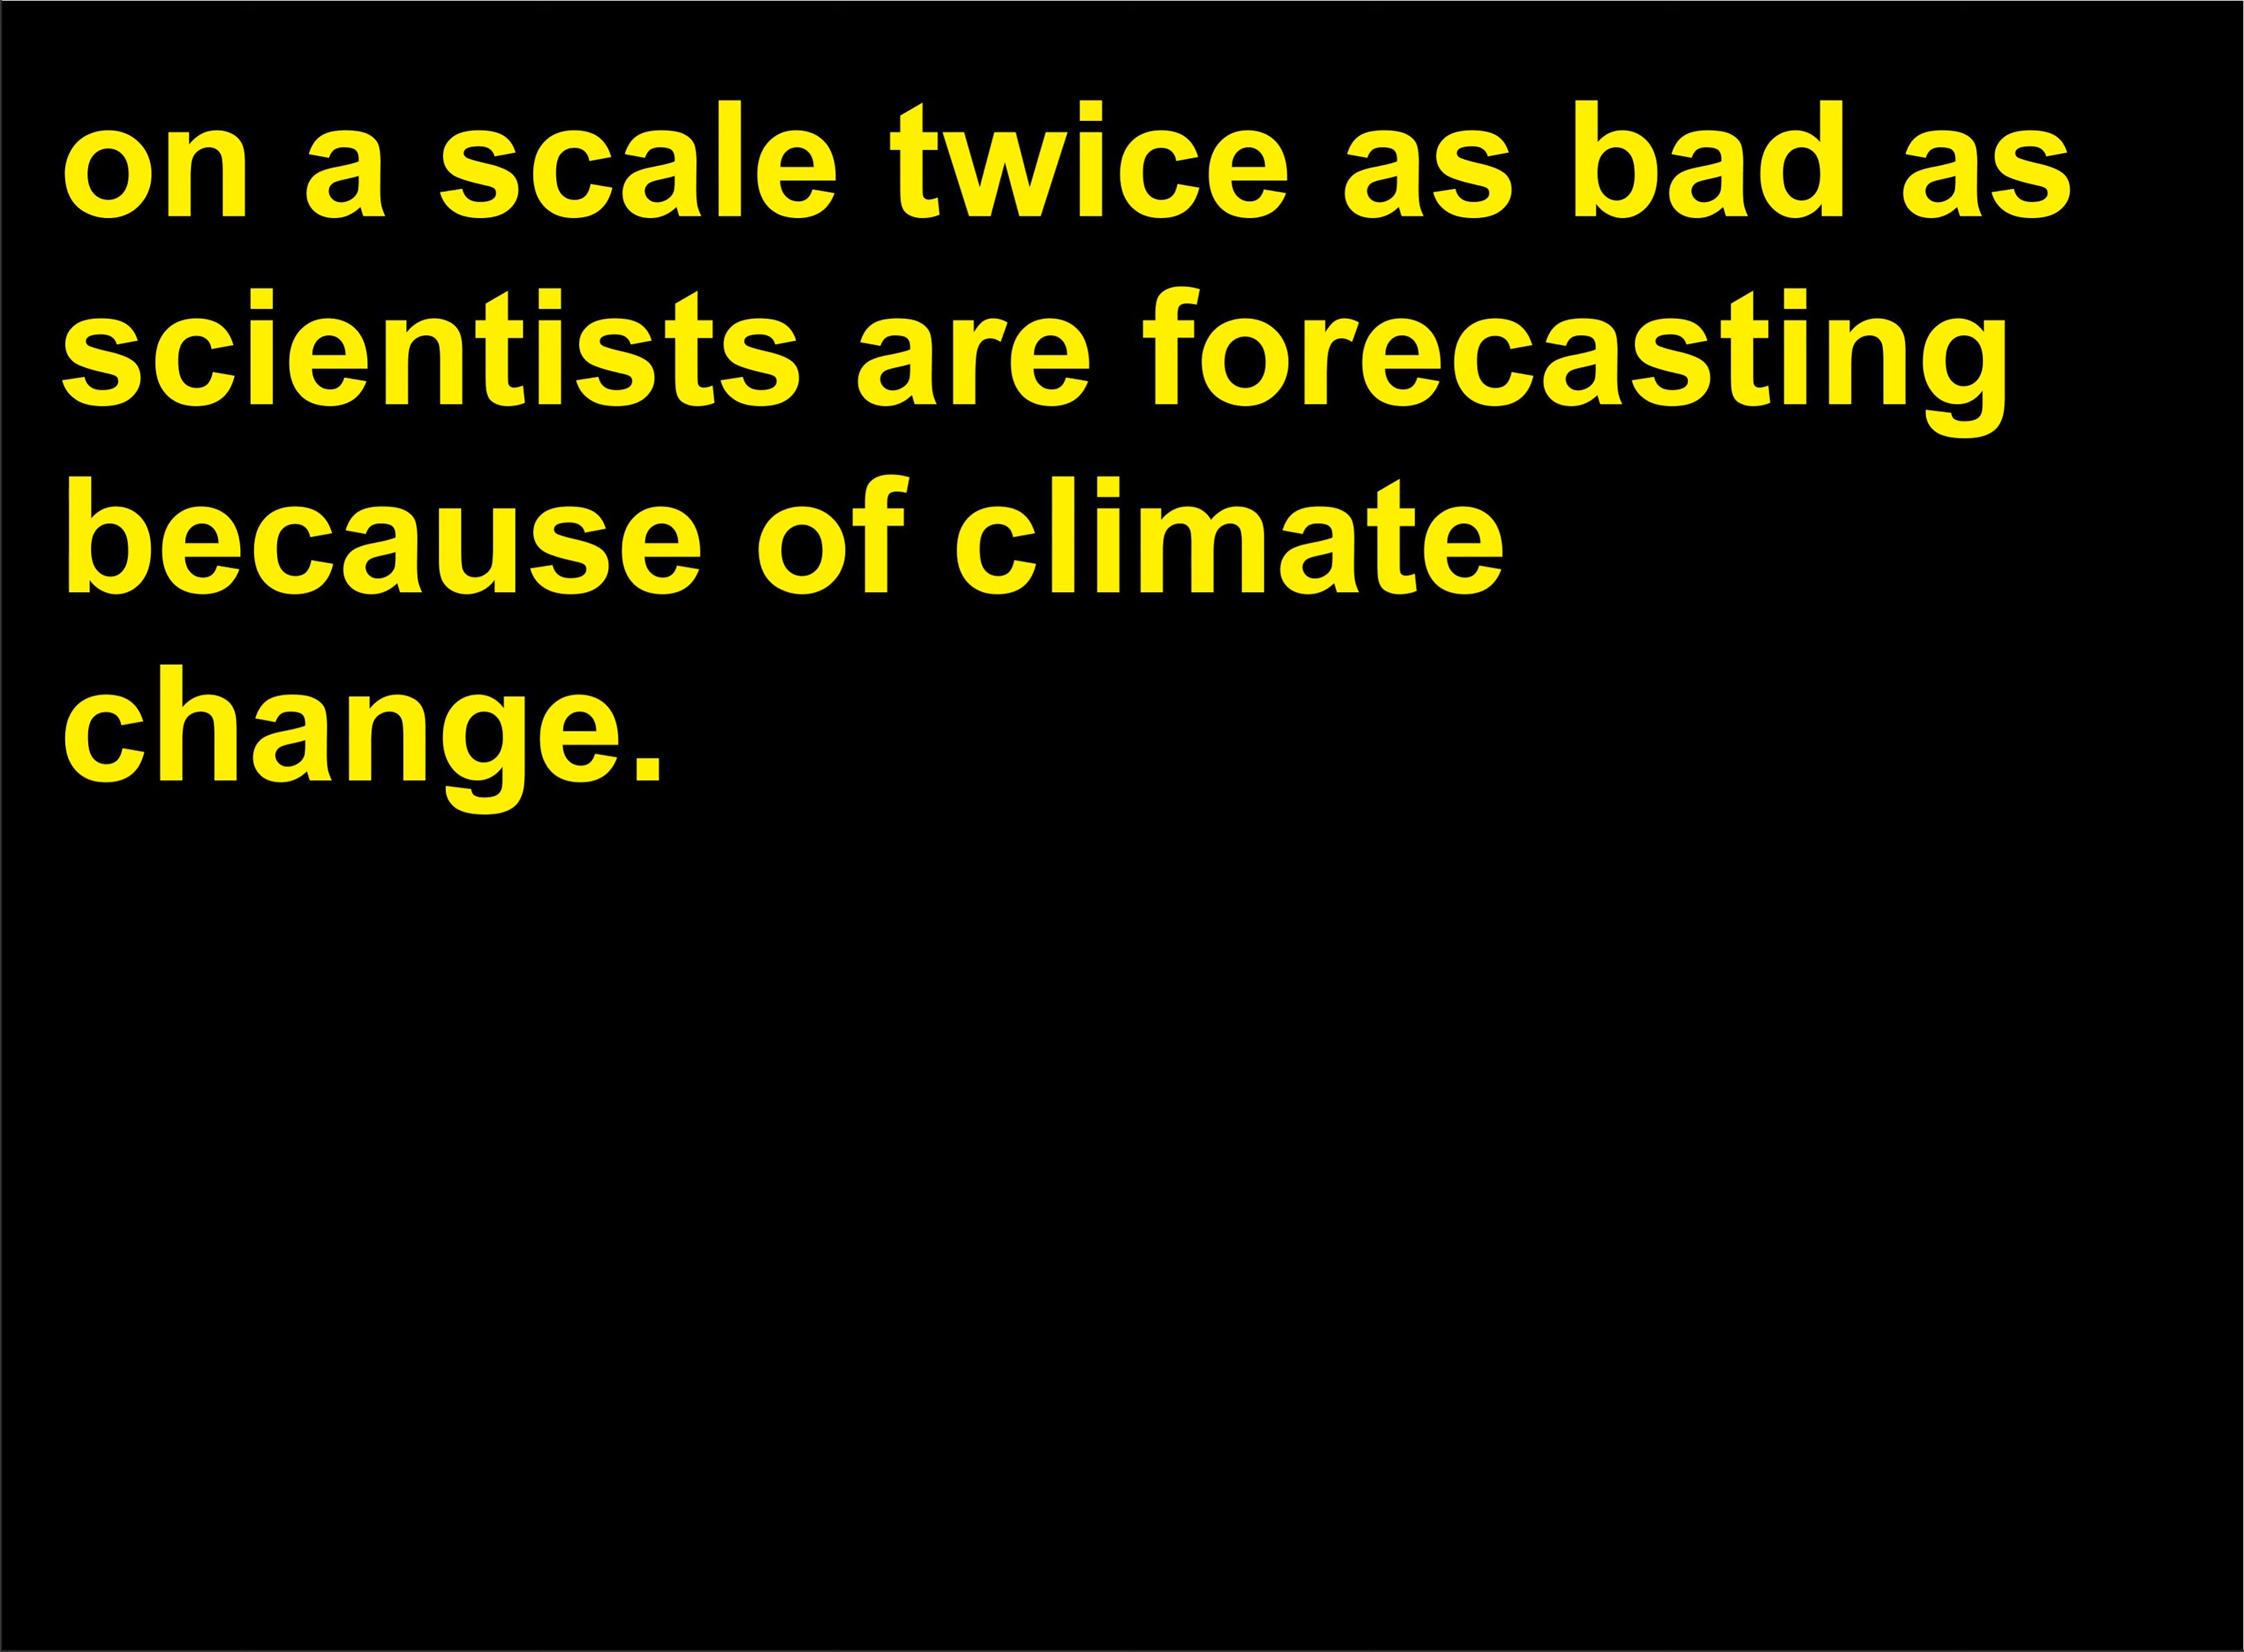 on a scale twice as bad as
scientists are forecasting
because of climate
change.